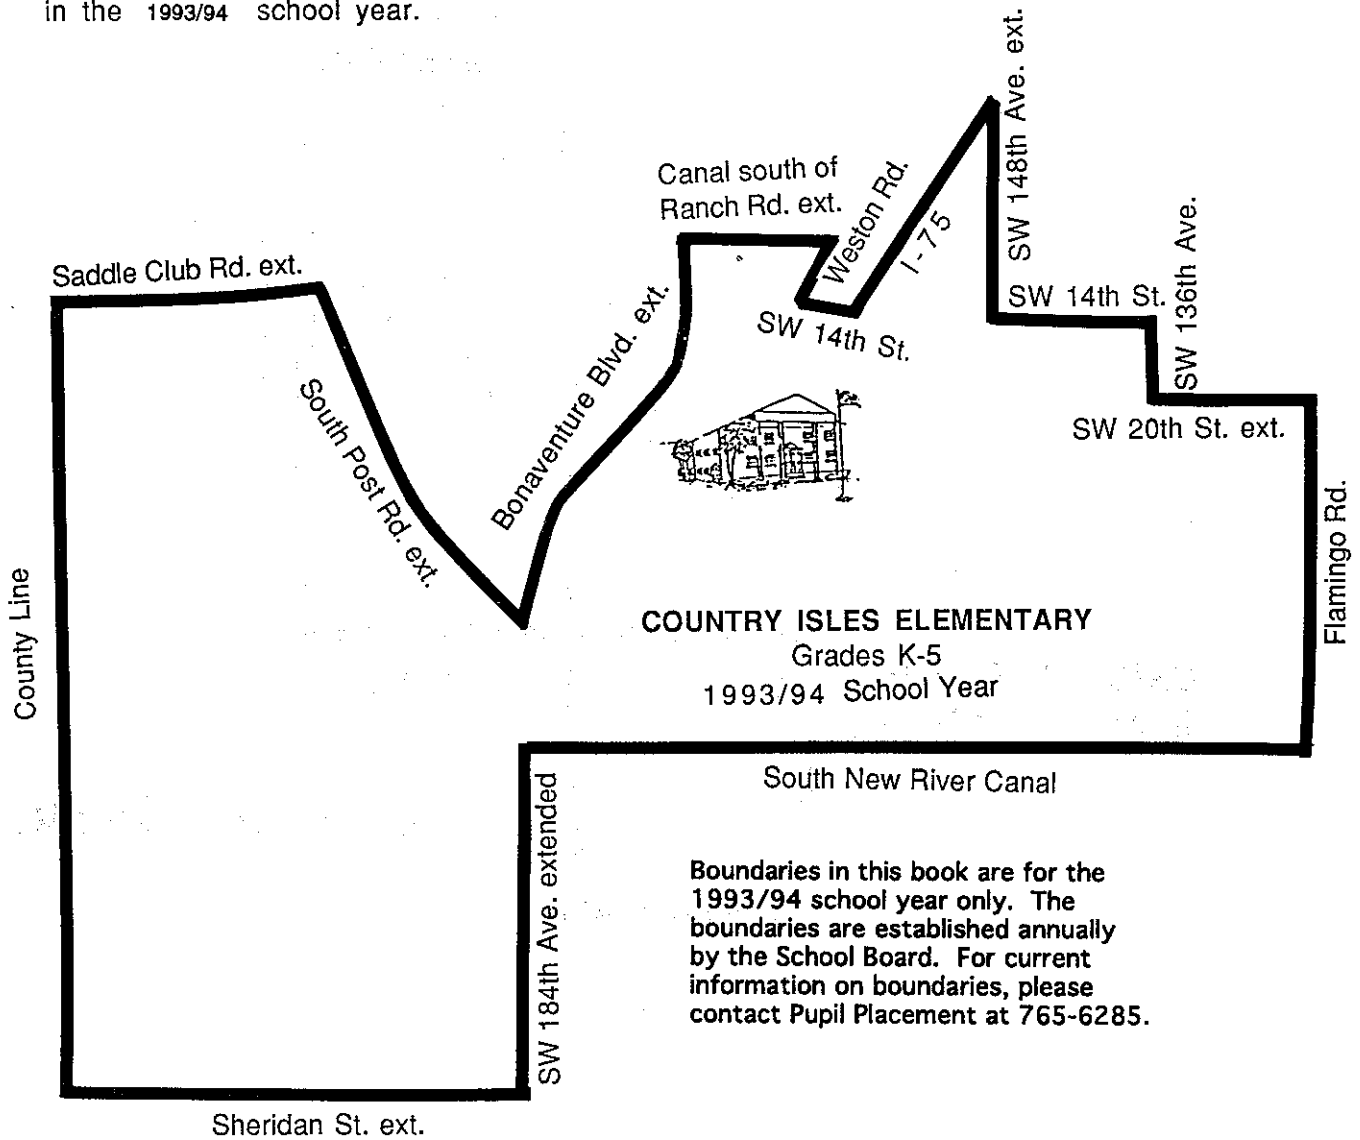 in the 1993/94 school year.
SW 148th Ave. ext.
Canal south of
Ranch Rd. ext.
Weston Rd.
I-75
SW 136th Ave.
Saddle Club Rd. ext.
SW 14th St.
SW 14th St.
Bonaventure Blvd. ext.
South Post Rd. ext.
SW 20th St. ext.
Flamingo Rd.
County Line
COUNTRY ISLES ELEMENTARY
Grades K-5
1993/94 School Year
South New River Canal
SW 184th Ave. extended
Boundaries in this book are for the
1993/94 school year only. The
boundaries are established annually
by the School Board. For current
information on boundaries, please
contact Pupil Placement at 765-6285.
Sheridan St. ext.